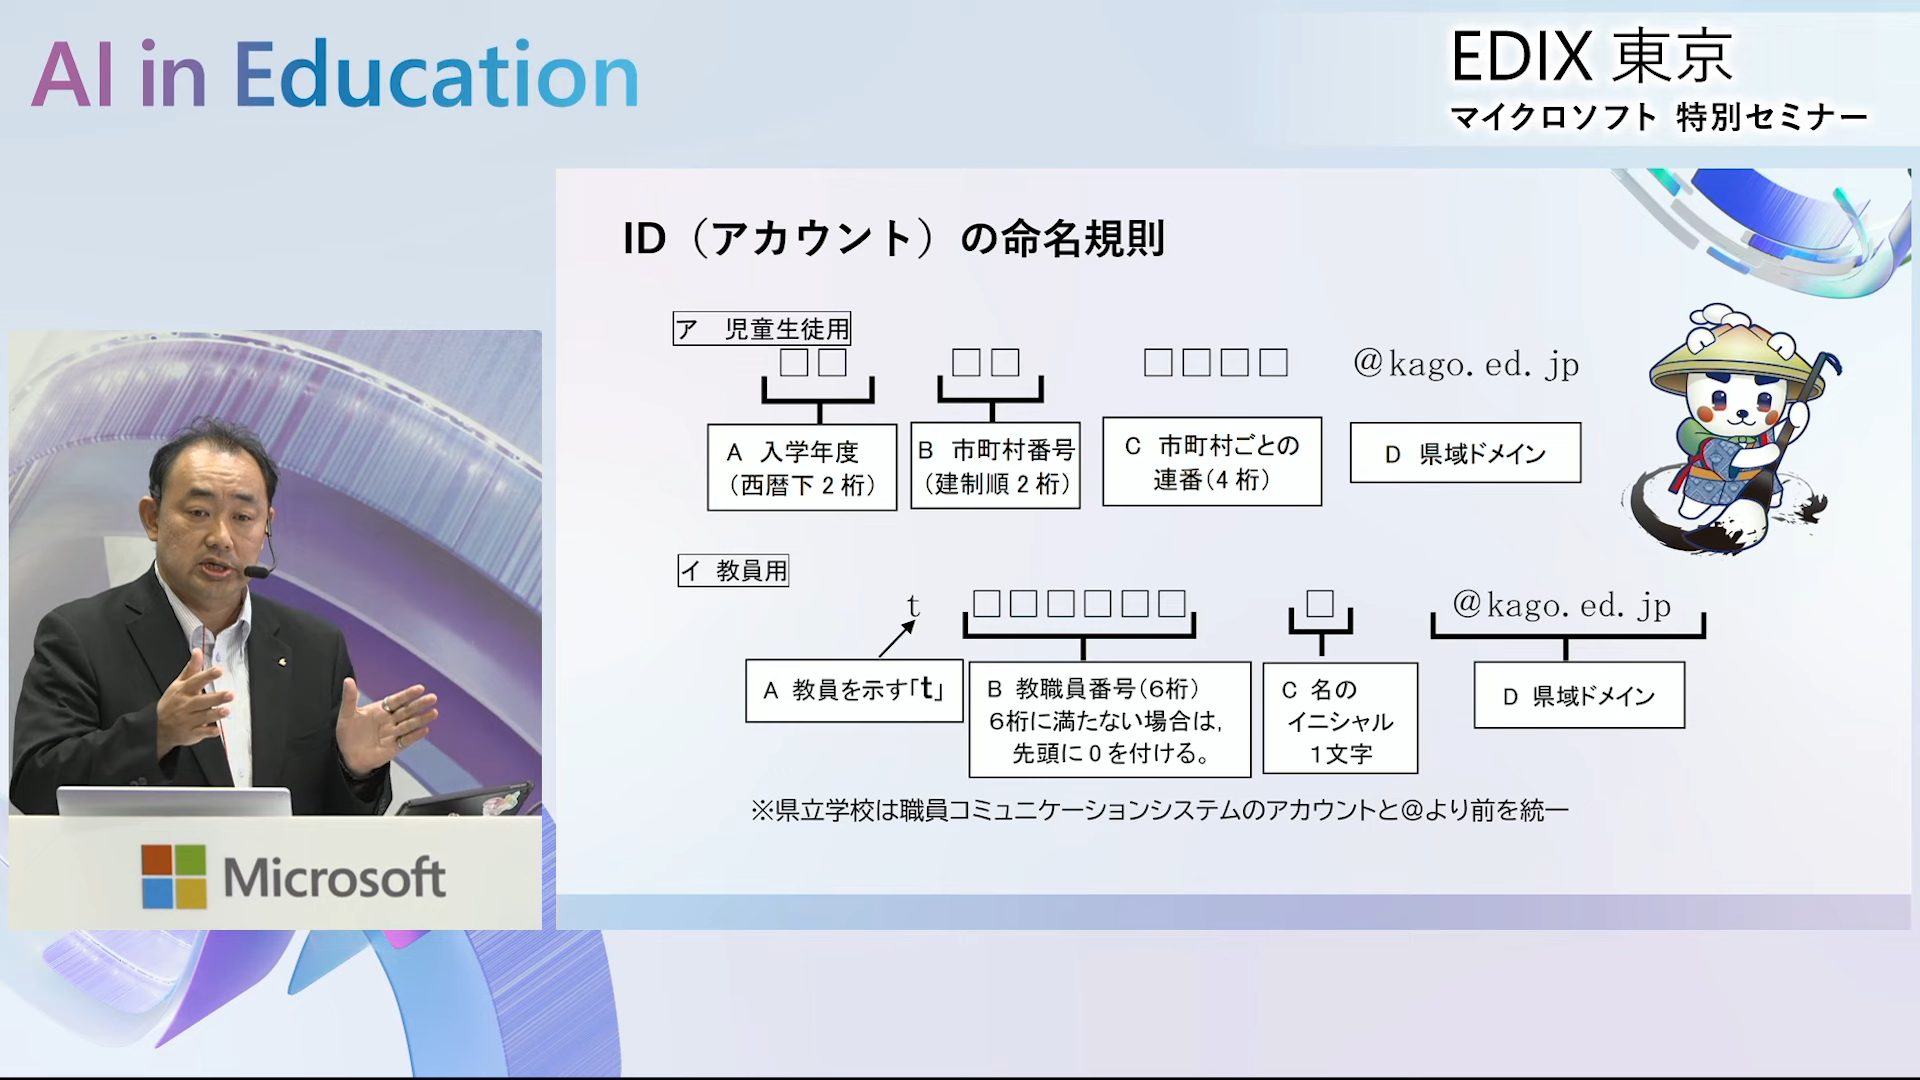 AI in Education
EDIX 東京
マイクロソフト 特別セミナー
ID（アカウント）の命名規則
ア 児童生徒用
□□ □□ □□□□ @kago.ed.jp
A 入学年度
（西暦下２桁）
B 市町村番号
（建制順２桁）
C 市町村ごとの
連番（４桁）
D 県域ドメイン
イ 教員用
t □□□□□□ □ @kago.ed.jp
A 教員を示す「t」
B 教職員番号（６桁）
６桁に満たない場合は，
先頭に０を付ける。
C 名の
イニシャル
１文字
D 県域ドメイン
※県立学校は職員コミュニケーションシステムのアカウントと＠より前を統一
Microsoft